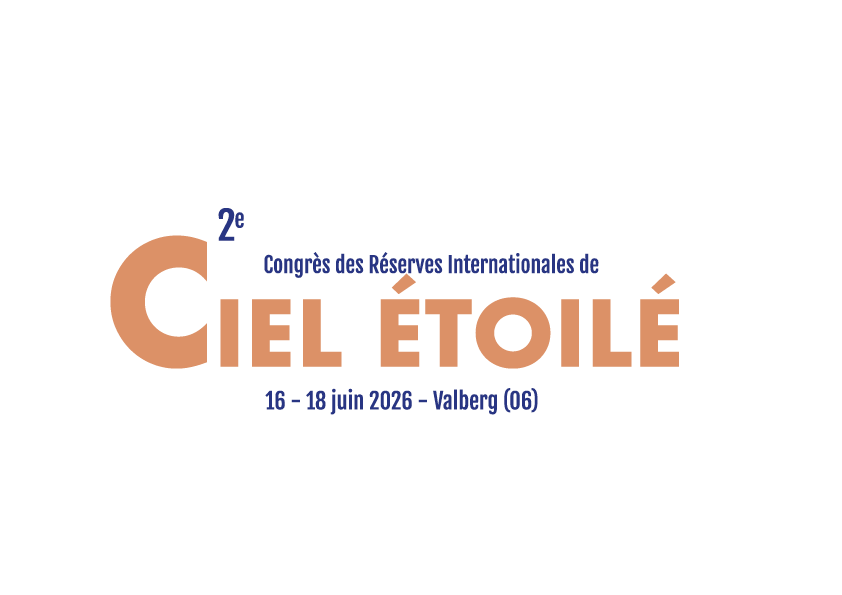 2e
Congrès des Réserves Internationales de
CIEL ÉTOILÉ
16 – 18 juin 2026 – Valberg (06)